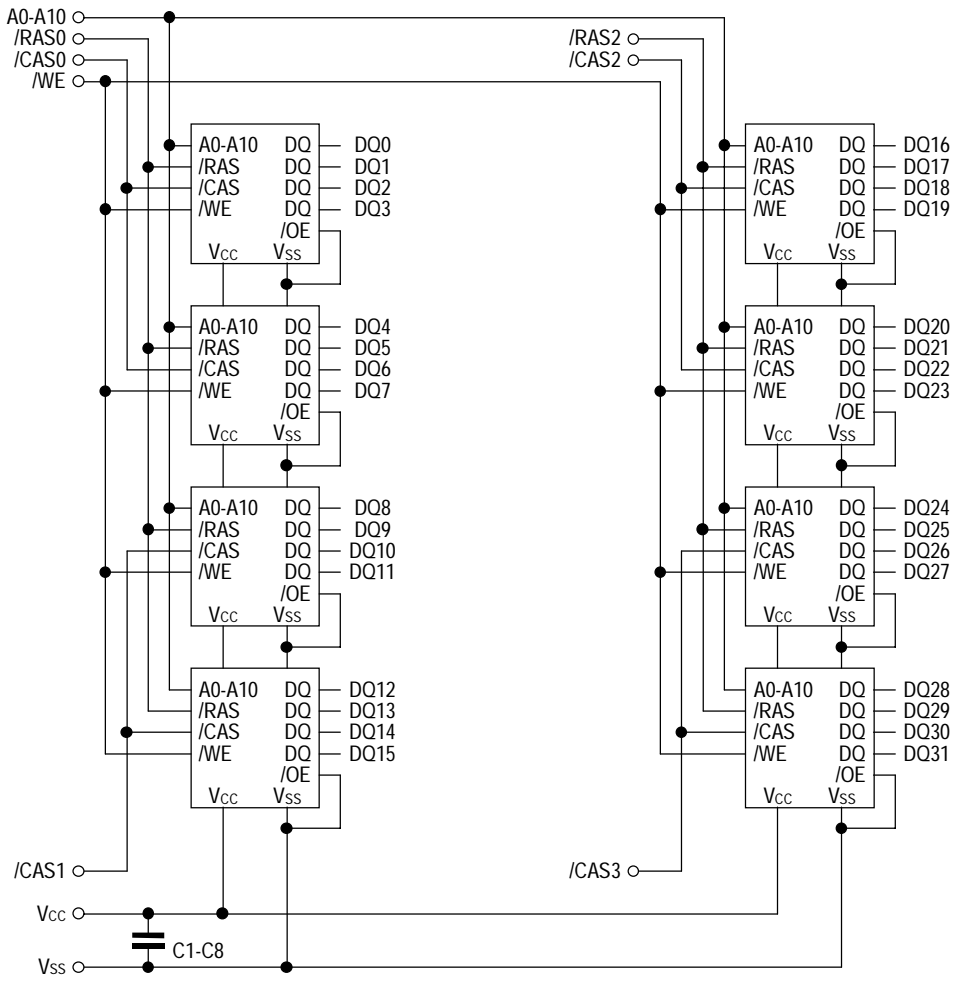 A0-A10
/RAS0
/CAS0
/WE
/RAS2
/CAS2
A0-A10 DQ DQ0
/RAS DQ DQ1
/CAS DQ DQ2
/WE DQ DQ3
/OE
Vcc Vss
A0-A10 DQ DQ4
/RAS DQ DQ5
/CAS DQ DQ6
/WE DQ DQ7
/OE
Vcc Vss
A0-A10 DQ DQ8
/RAS DQ DQ9
/CAS DQ DQ10
/WE DQ DQ11
/OE
Vcc Vss
A0-A10 DQ DQ12
/RAS DQ DQ13
/CAS DQ DQ14
/WE DQ DQ15
/OE
Vcc Vss
A0-A10 DQ DQ16
/RAS DQ DQ17
/CAS DQ DQ18
/WE DQ DQ19
/OE
Vcc Vss
A0-A10 DQ DQ20
/RAS DQ DQ21
/CAS DQ DQ22
/WE DQ DQ23
/OE
Vcc Vss
A0-A10 DQ DQ24
/RAS DQ DQ25
/CAS DQ DQ26
/WE DQ DQ27
/OE
Vcc Vss
A0-A10 DQ DQ28
/RAS DQ DQ29
/CAS DQ DQ30
/WE DQ DQ31
/OE
Vcc Vss
/CAS1
/CAS3
Vcc
C1-C8
Vss